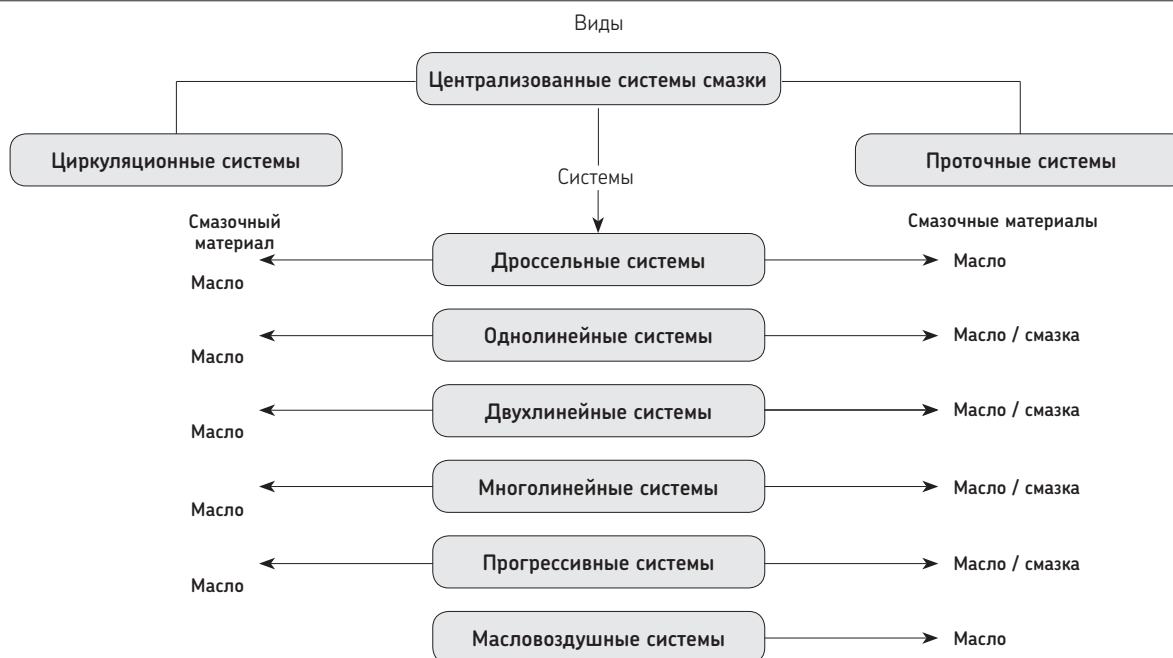 Виды
Централизованные системы смазки
Циркуляционные системы
Проточные системы
Системы
Смазочный
материал
Смазочные материалы
Дроссельные системы
Масло
Масло
Однолинейные системы
Масло / смазка
Масло
Двухлинейные системы
Масло / смазка
Масло
Многолинейные системы
Масло / смазка
Масло
Прогрессивные системы
Масло / смазка
Масло
Масловоздушные системы
Масло